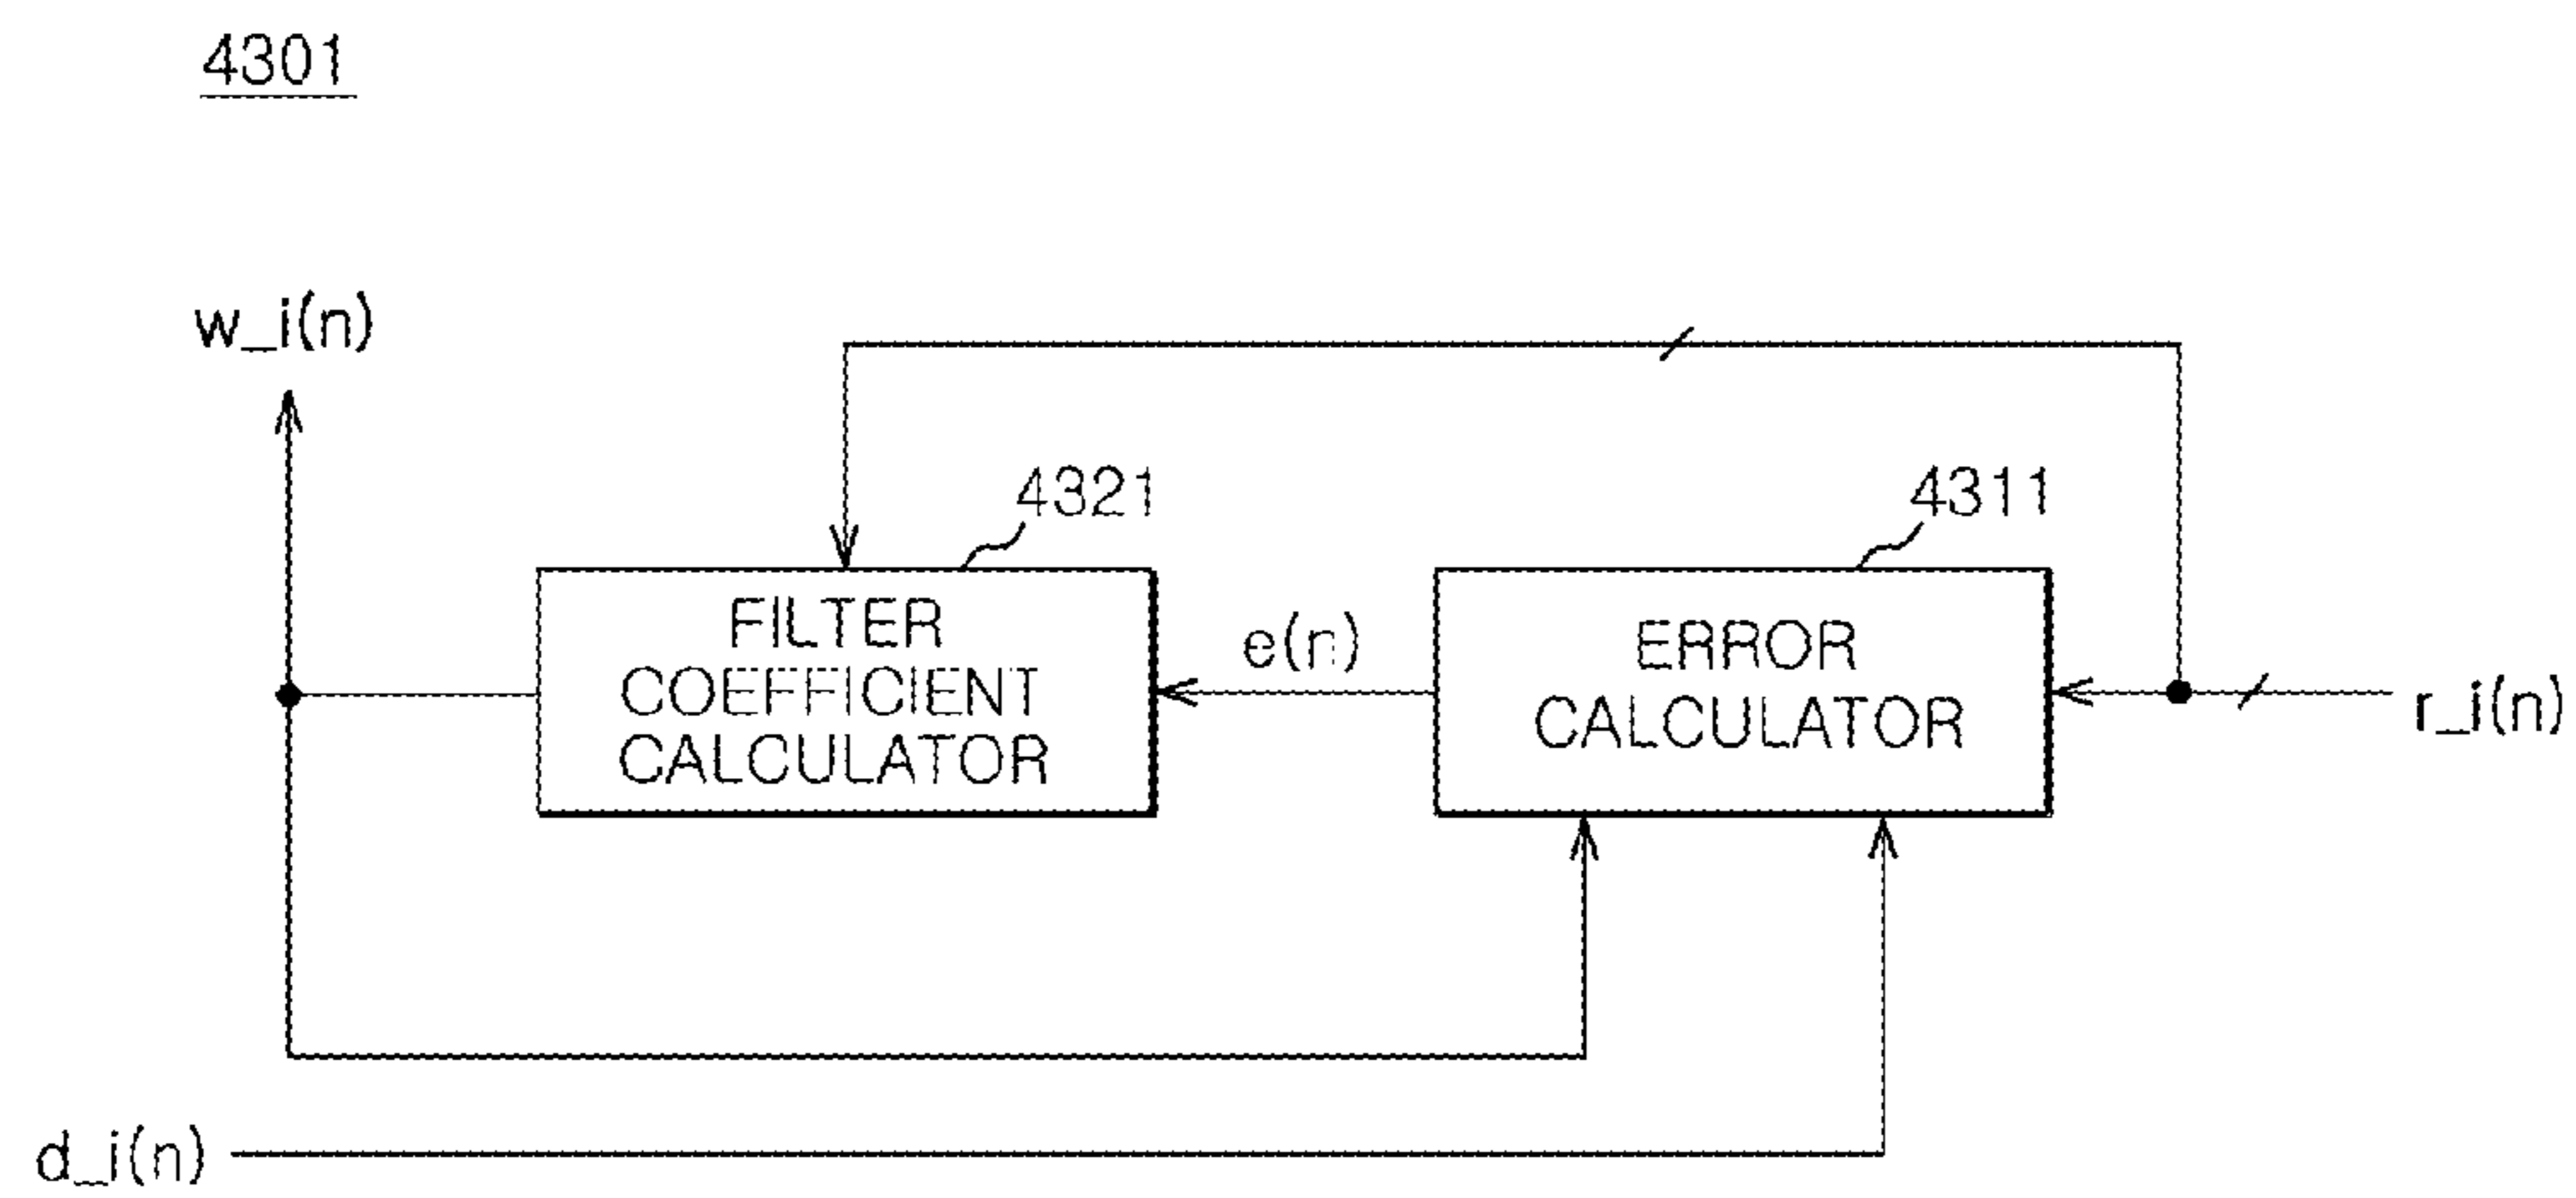 4301
w_i(n)
4321
4311
FILTER
COEFFICIENT
CALCULATOR
e(n)
ERROR
CALCULATOR
r_i(n)
d_i(n)